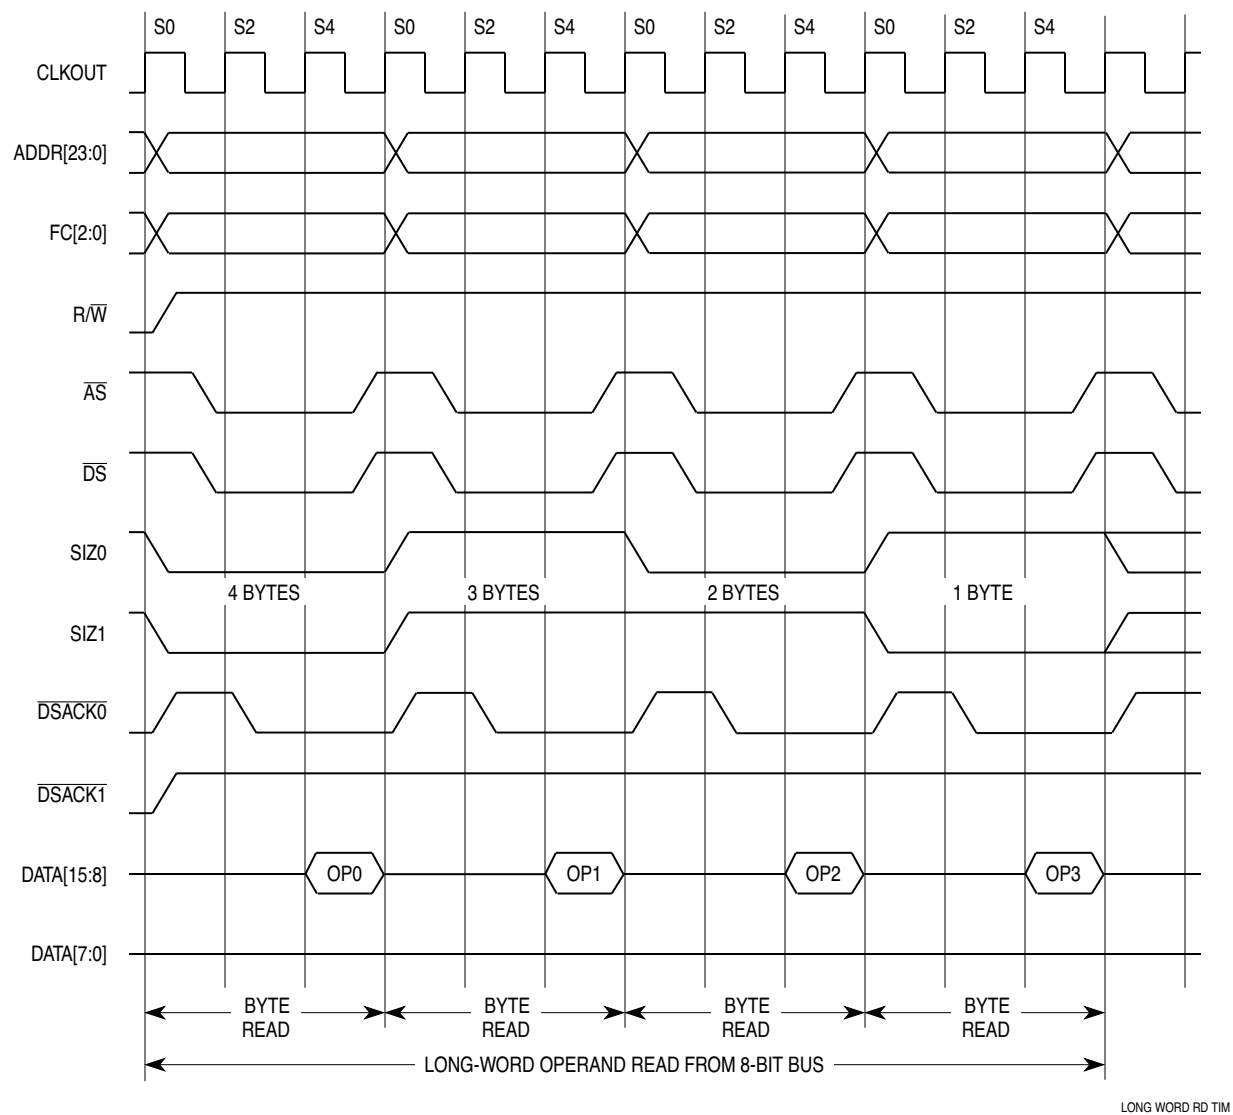 S0 S2 S4 S0 S2 S4 S0 S2 S4 S0 S2 S4
CLKOUT
ADDR[23:0]
FC[2:0]
R/W
AS
DS
SIZ0
4 BYTES 3 BYTES 2 BYTES 1 BYTE
SIZ1
DSACK0
DSACK1
DATA[15:8] OP0 OP1 OP2 OP3
DATA[7:0]
BYTE BYTE BYTE BYTE
READ READ READ READ
LONG-WORD OPERAND READ FROM 8-BIT BUS
LONG WORD RD TIM